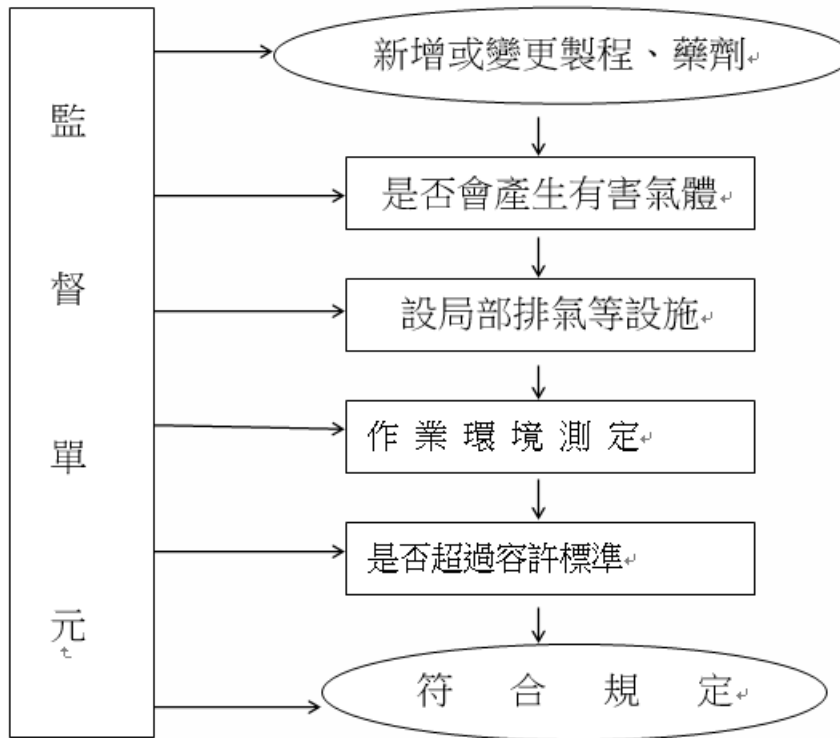 監督單元
新增或變更製程、藥劑
是否會產生有害氣體
設局部排氣等設施
作業環境測定
是否超過容許標準
符合規定